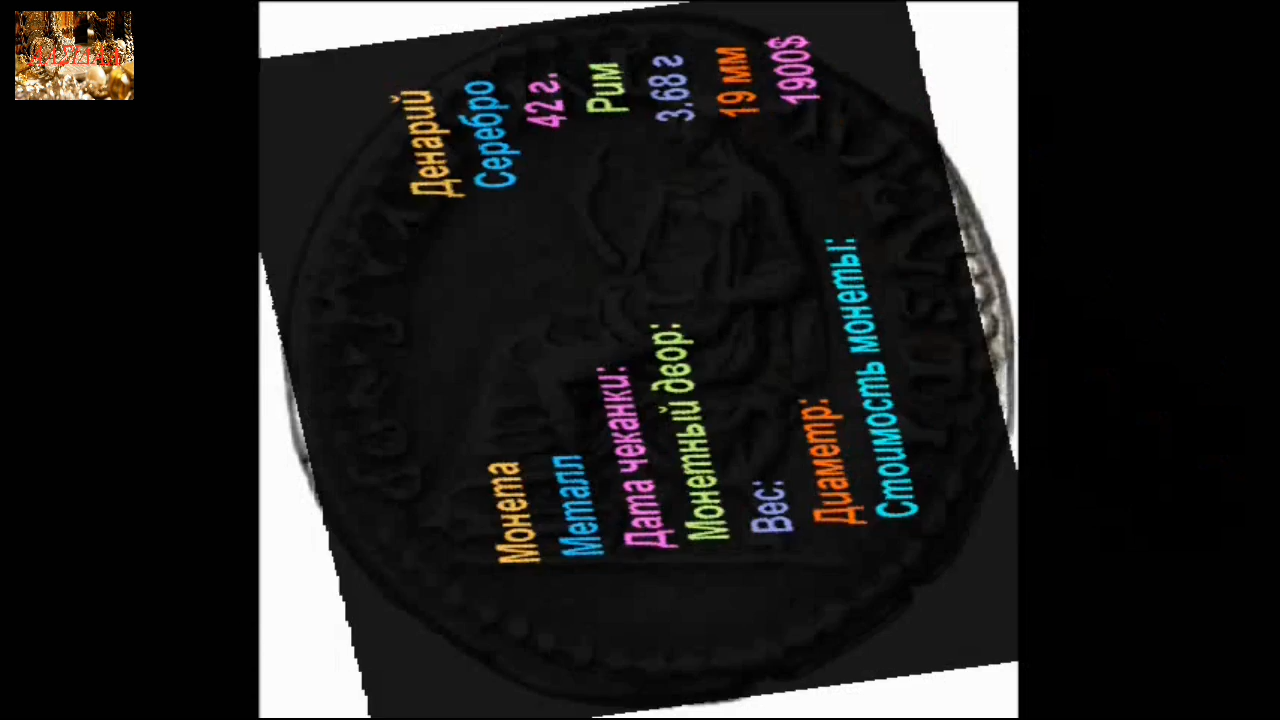 Монета Денарий
Металл Серебро
Дата чеканки: 42 г.
Монетный двор: Рим
Вес: 3.68 г
Диаметр: 19 мм
Стоимость монеты: 1900$